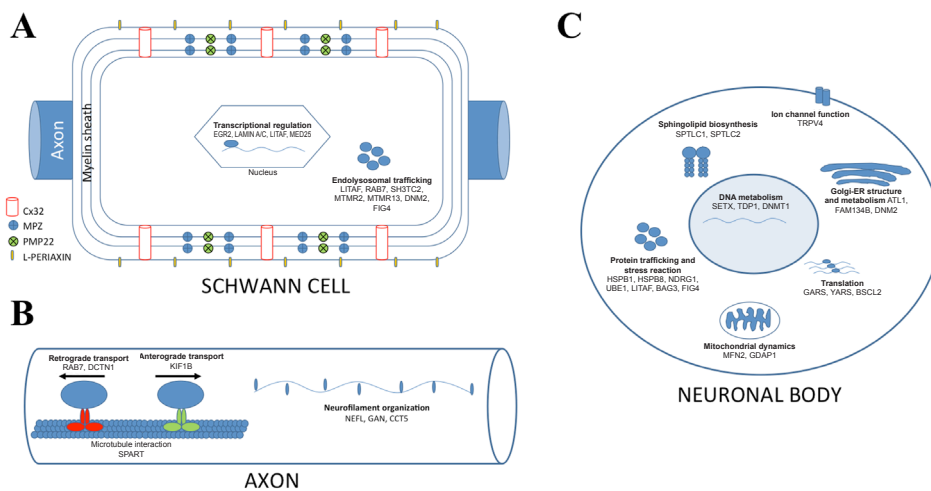 A
Axon
Myelin sheath
Transcriptional regulation
EGR2, LAMIN A/C, LITAF, MED25
Nucleus
Endolysosomal trafficking
LITAF, RAB7, SH3TC2,
MTMR2, MTMR13, DNM2,
FIG4
Cx32
MPZ
PMP22
L-PERIAXIN
SCHWANN CELL
B
Retrograde transport
RAB7, DCTN1
Anterograde transport
KIF1B
Microtubule interaction
SPART
Neurofilament organization
NEFL, GAN, CCT5
AXON
C
Ion channel function
TRPV4
Sphingolipid biosynthesis
SPTLC1, SPTLC2
Golgi-ER structure
and metabolism ATL1,
FAM134B, DNM2
DNA metabolism
SETX, TDP1, DNMT1
Protein trafficking and
stress reaction
HSPB1, HSPB8, NDRG1,
UBE1, LITAF, BAG3, FIG4
Translation
GARS, YARS, BSCL2
Mitochondrial dynamics
MFN2, GDAP1
NEURONAL BODY